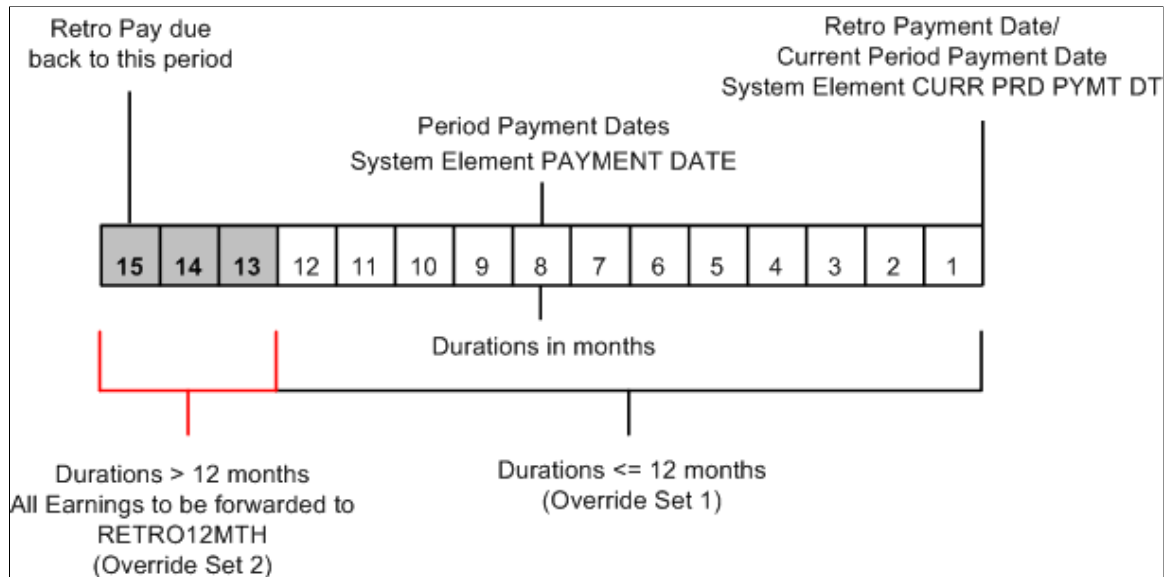 Retro Pay due
back to this period
Retro Payment Date/
Current Period Payment Date
System Element CURR PRD PYMT DT
Period Payment Dates
System Element PAYMENT DATE
15 14 13 12 11 10 9 8 7 6 5 4 3 2 1
Durations in months
Durations > 12 months
All Earnings to be forwarded to
RETRO12MTH
(Override Set 2)
Durations <= 12 months
(Override Set 1)